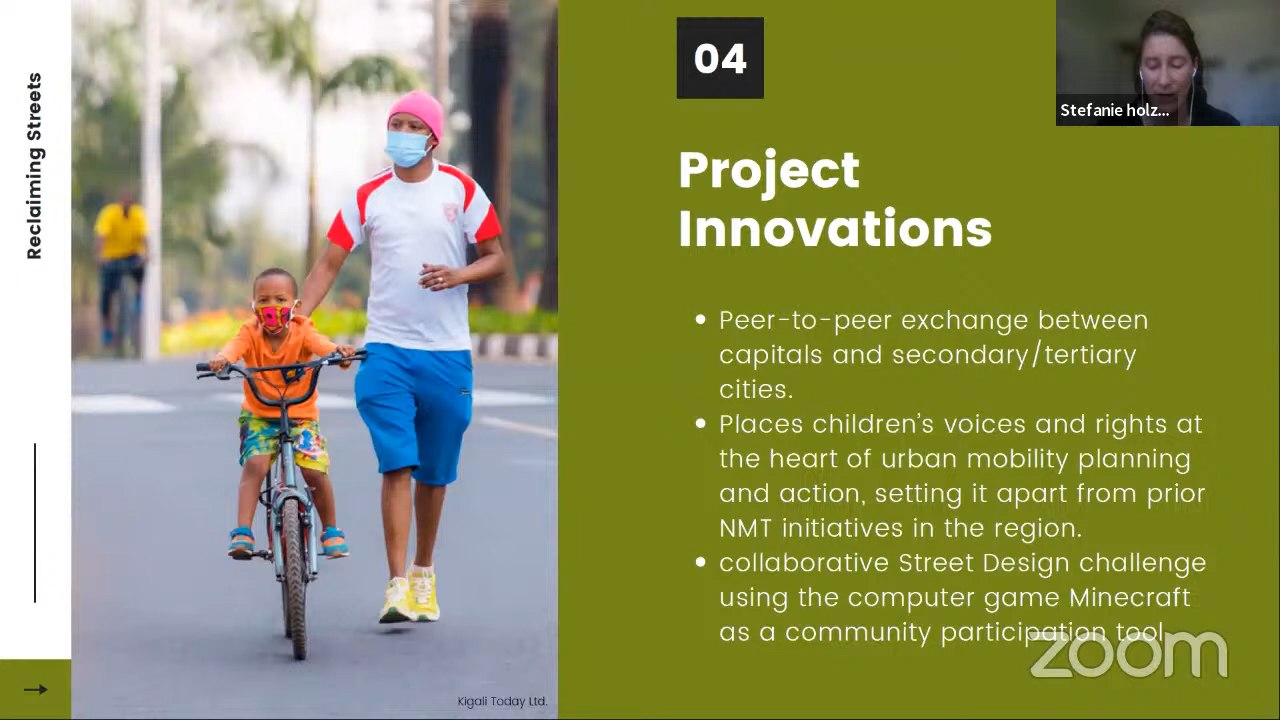 Reclaiming Streets
04
Stefanie holz...
Project
Innovations
• Peer-to-peer exchange between
capitals and secondary/tertiary
cities.
• Places children's voices and rights at
the heart of urban mobility planning
and action, setting it apart from prior
NMT initiatives in the region.
• collaborative Street Design challenge
using the computer game Minecraft
as a community participation tool
zoom
Kigali Today Ltd.